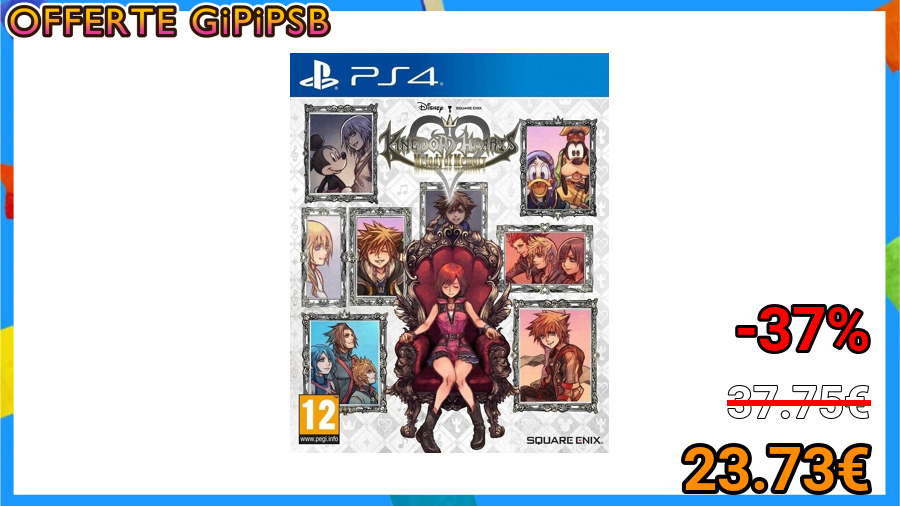 OFFERTE GiPiPSB
PS4
Disney
SQUARE ENIX
KINGDOM HEARTS
Melody of Memory
12
www.pegi.info
SQUARE ENIX.
-37%
37.75€
23.73€